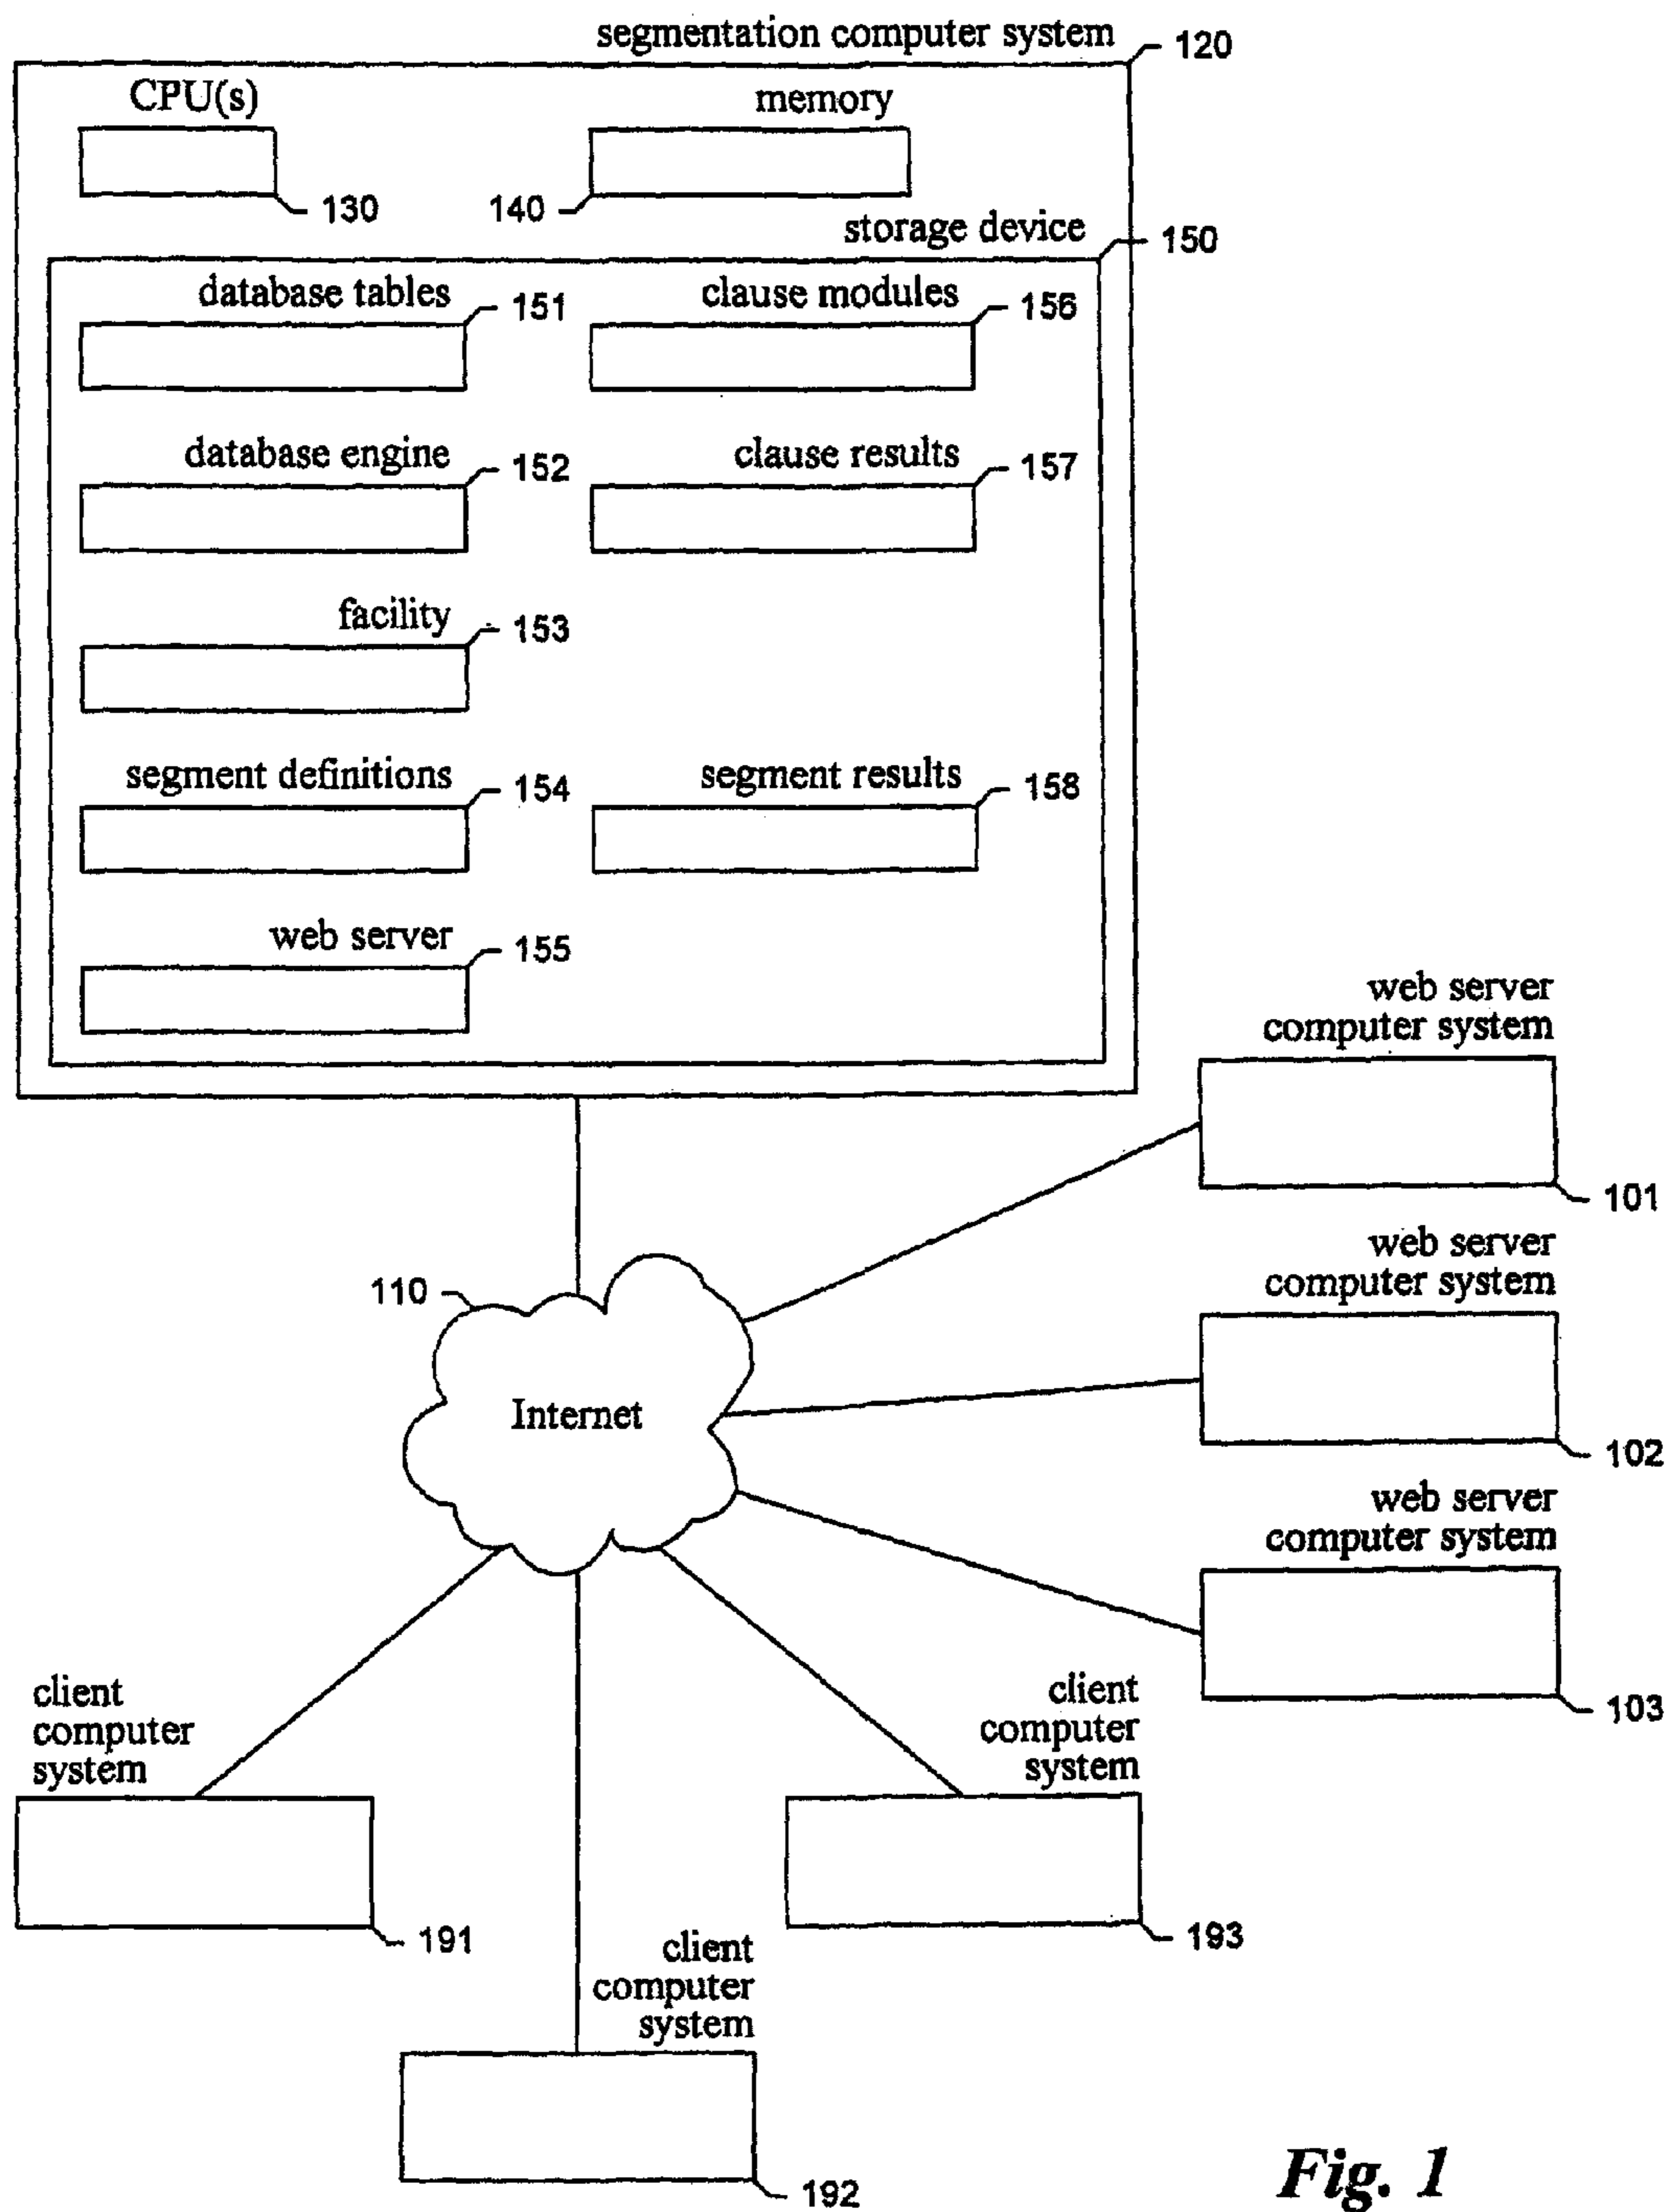 segmentation computer system 120
CPU(s)
memory
130
140
storage device 150
database tables 151
clause modules 156
database engine 152
clause results 157
facility 153
segment definitions 154
segment results 158
web server 155
web server
computer system
101
web server
computer system
102
web server
computer system
103
110
Internet
client
computer
system
191
client
computer
system
193
client
computer
system
192
Fig. 1